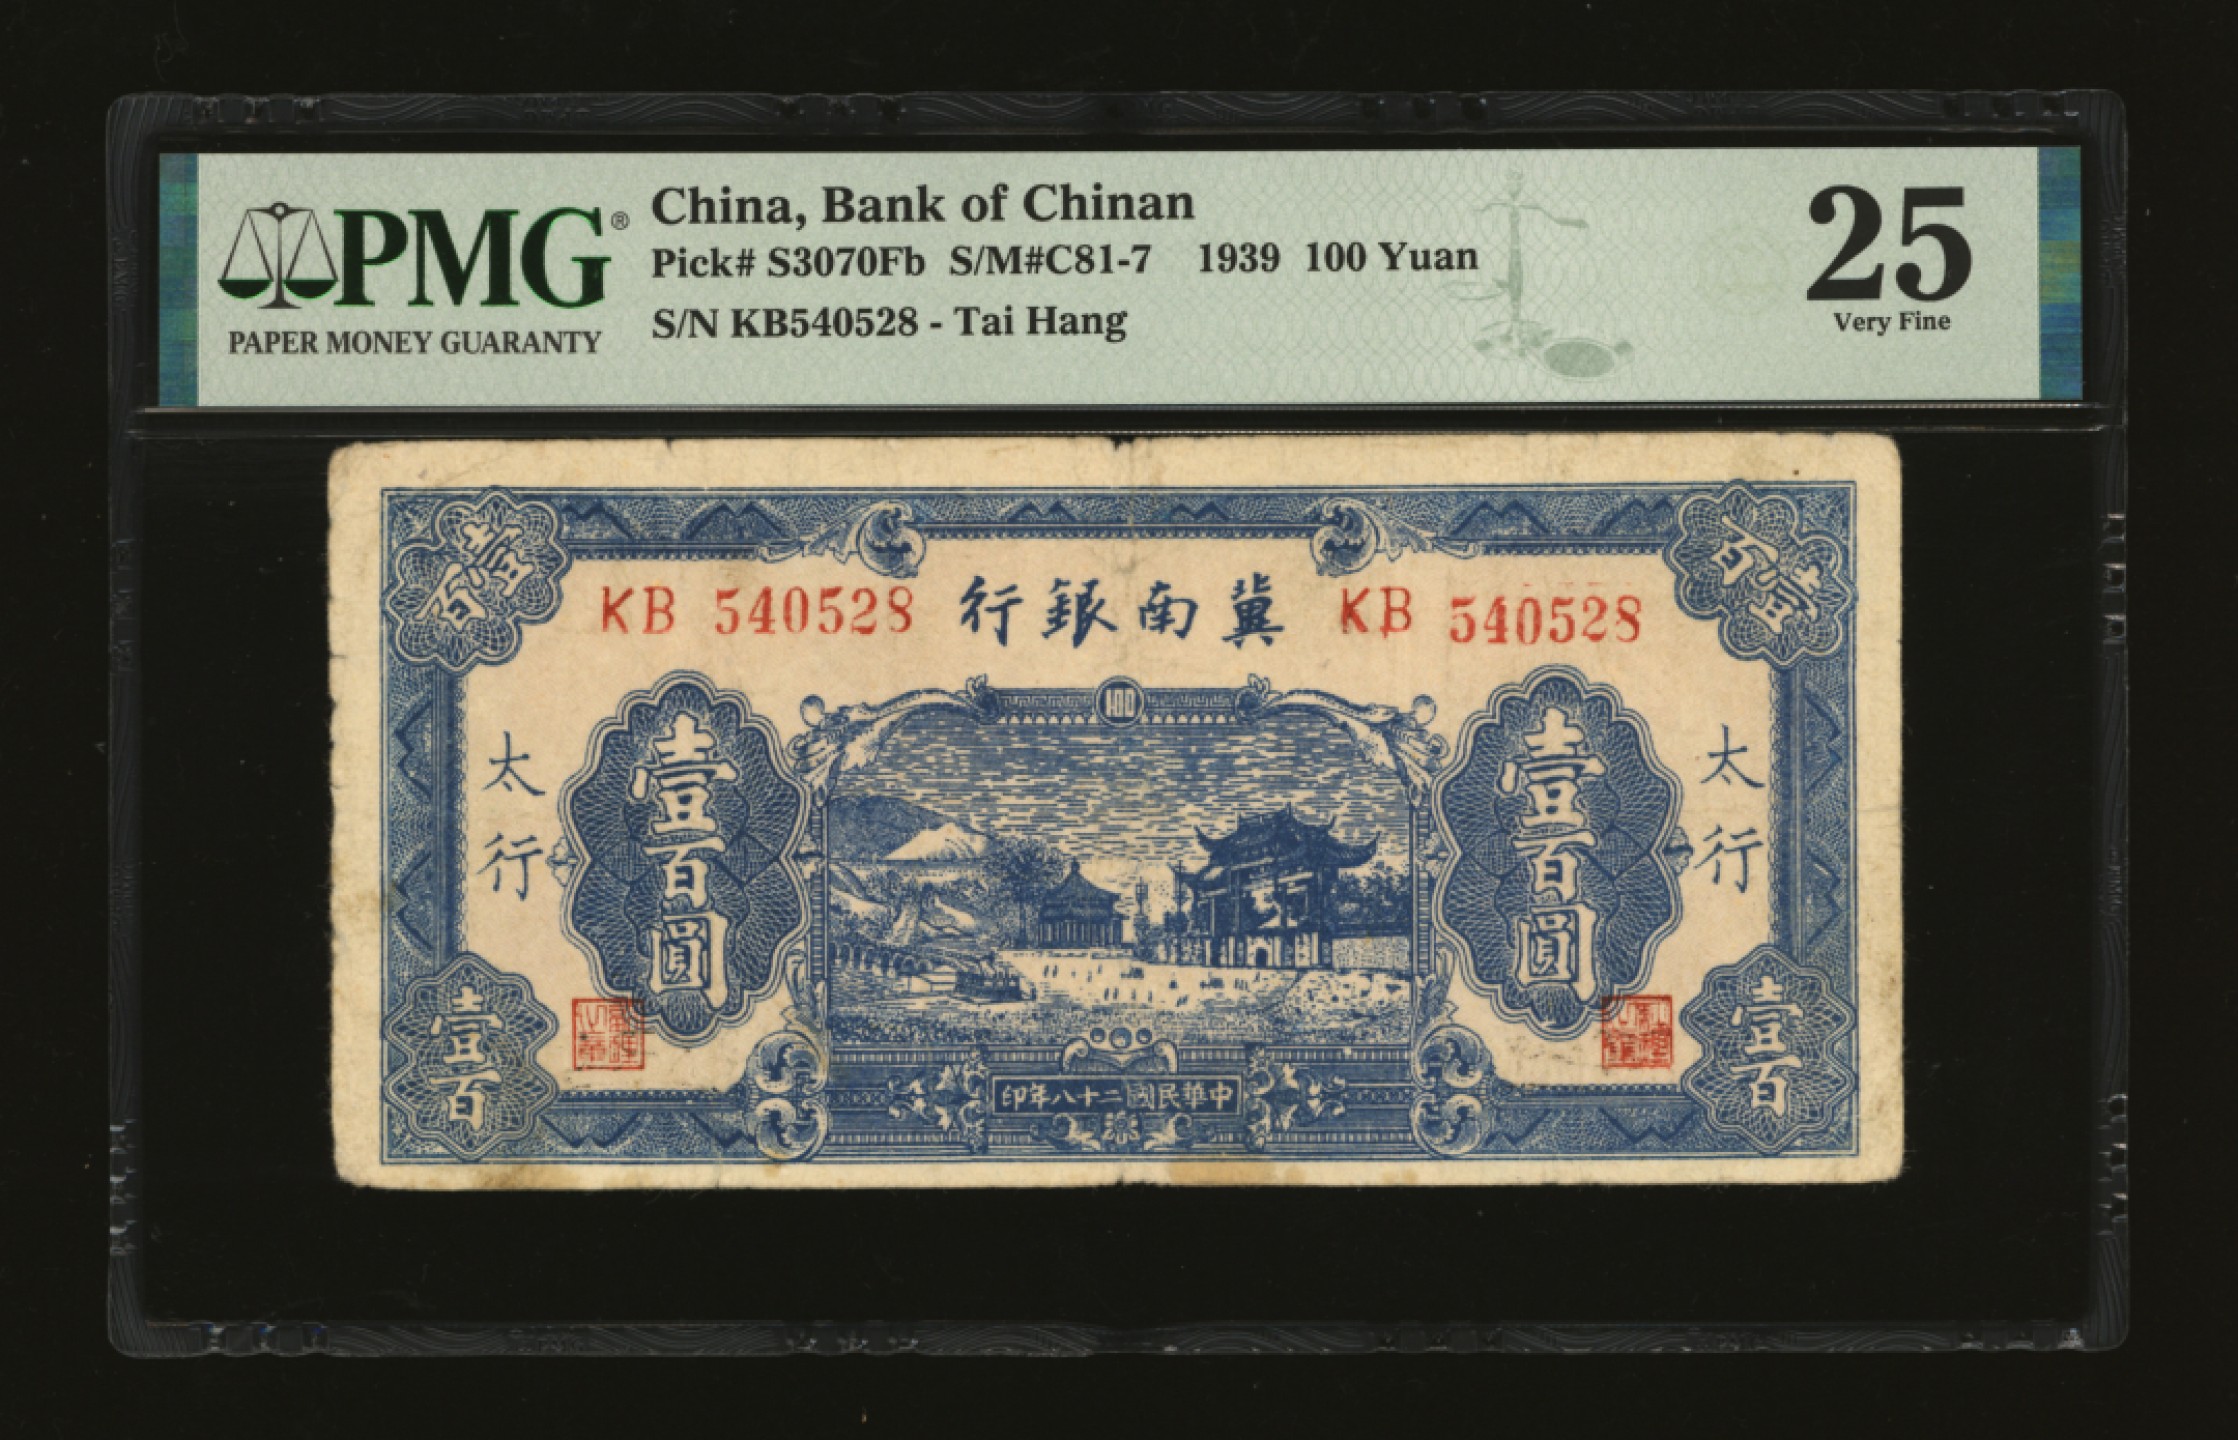 PMG®
PAPER MONEY GUARANTY
China, Bank of Chinan
Pick# S3070Fb S/M#C81-7 1939 100 Yuan
S/N KB540528 - Tai Hang
25
Very Fine
壹百
百壹
KB 540528
行銀南冀
KB 540528
100
太行
壹百圓
壹百圓
太行
壹百
印年八十二國民華中
壹百